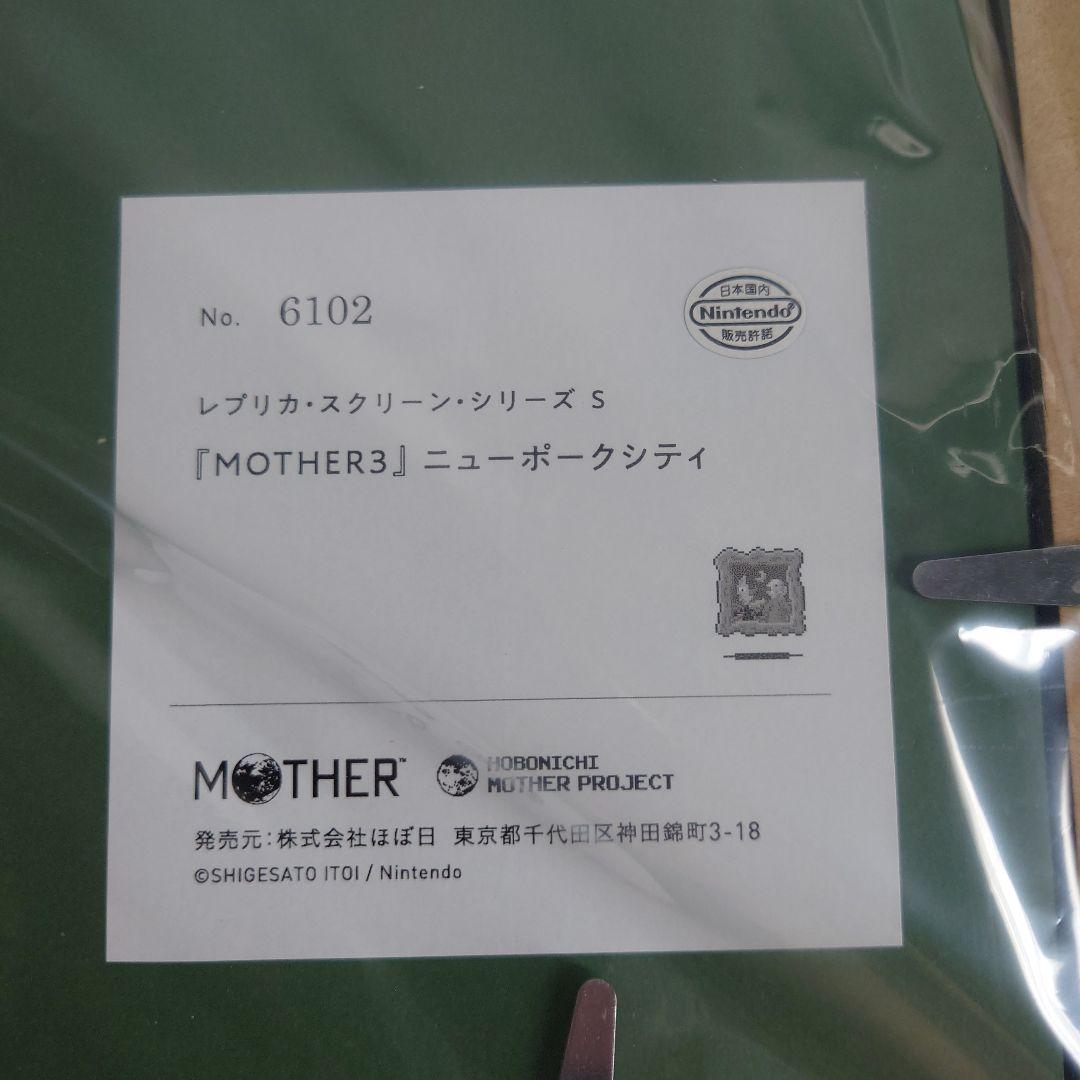 No. 6102
日本国内
Nintendo
販売許諾
レプリカ・スクリーン・シリーズ S
『MOTHER3』ニューポークシティ
MOTHER™
HOBONICHI
MOTHER PROJECT
発売元:株式会社ほぼ日 東京都千代田区神田錦町3-18
©SHIGESATO ITOI / Nintendo